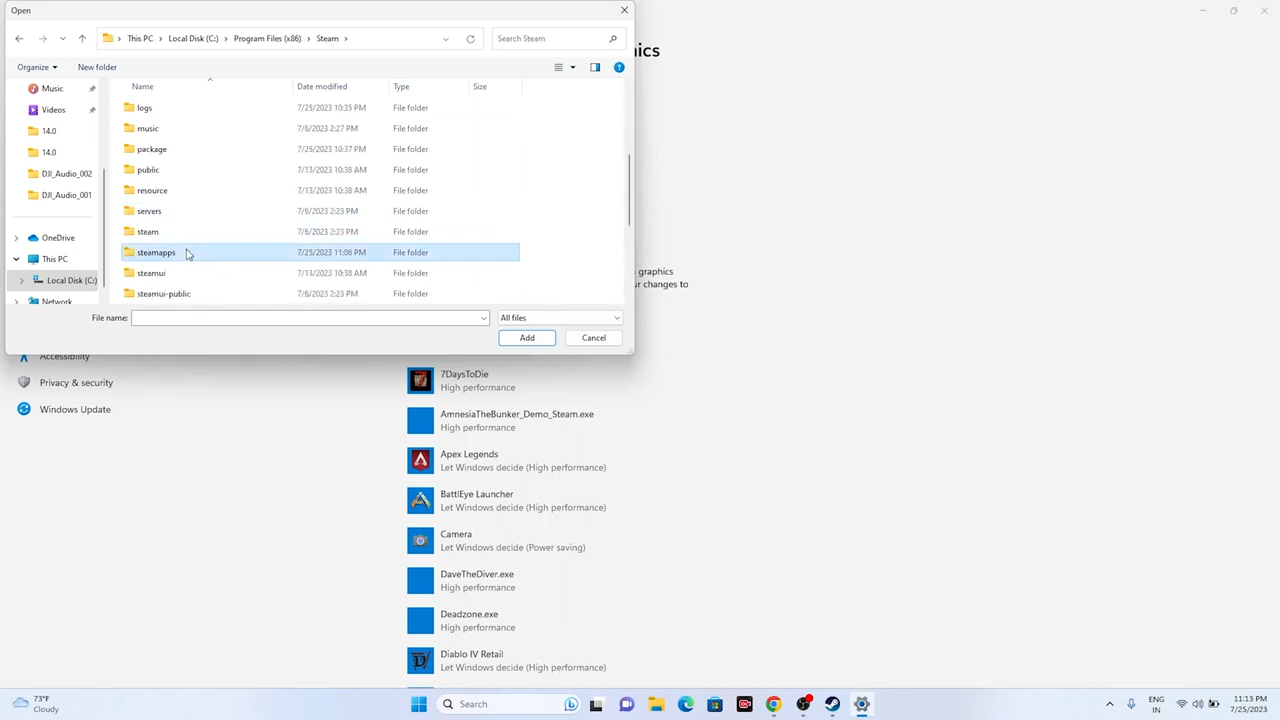 Open
This PC > Local Disk (C:) > Program Files (x86) > Steam >
Search Steam
Organize
New folder
Name
Date modified
Type
Size
Music
Videos
14.0
14.0
DJI_Audio_002
DJI_Audio_001
OneDrive
This PC
Local Disk (C:)
Network
logs 7/25/2023 10:35 PM File folder
music 7/6/2023 2:27 PM File folder
package 7/25/2023 10:37 PM File folder
public 7/13/2023 10:38 AM File folder
resource 7/13/2023 10:38 AM File folder
servers 7/6/2023 2:23 PM File folder
steam 7/6/2023 2:23 PM File folder
steamapps 7/25/2023 11:06 PM File folder
steamui 7/13/2023 10:38 AM File folder
steamui-public 7/6/2023 2:23 PM File folder
File name:
All files
Add
Cancel
ics
graphics
ur changes to
Accessibility
Privacy & security
Windows Update
7DaysToDie
High performance
AmnesiaTheBunker_Demo_Steam.exe
High performance
Apex Legends
Let Windows decide (High performance)
BattlEye Launcher
Let Windows decide (High performance)
Camera
Let Windows decide (Power saving)
DaveTheDiver.exe
High performance
Deadzone.exe
High performance
Diablo IV Retail
Let Windows decide (High performance)
73°F
Cloudy
Search
ENG
IN
11:13 PM
7/25/2023